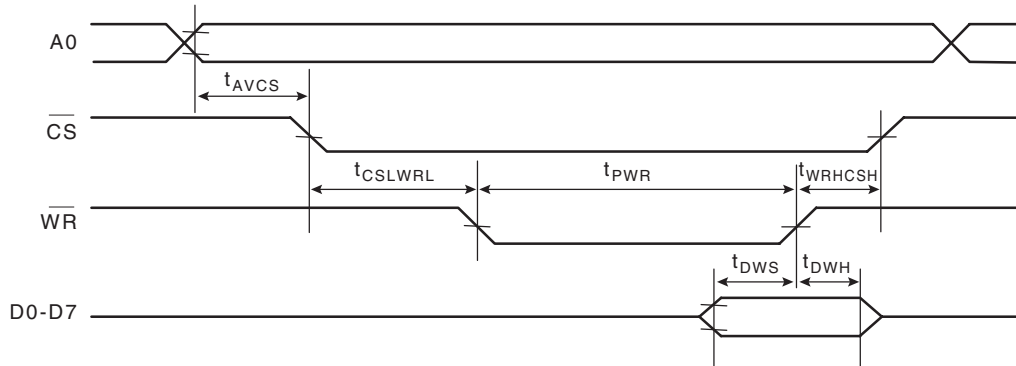 A0
tAVCS
CS
tCSLWRL tPWR tWRHCSH
WR
tDWS tDWH
D0-D7